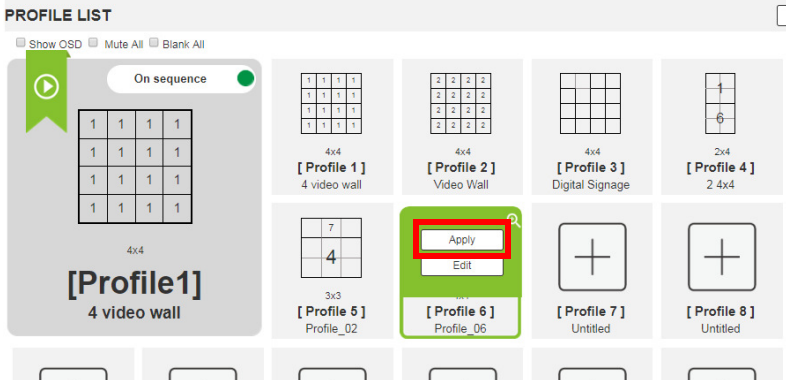 PROFILE LIST
Show OSD Mute All Blank All
On sequence
1 1 1 1
1 1 1 1
1 1 1 1
1 1 1 1
4x4
[Profile1]
4 video wall
1 1 1 1
1 1 1 1
1 1 1 1
1 1 1 1
4x4
[ Profile 1 ]
4 video wall
2 2 2 2
2 2 2 2
2 2 2 2
2 2 2 2
4x4
[ Profile 2 ]
Video Wall
4x4
[ Profile 3 ]
Digital Signage
1
6
2x4
[ Profile 4 ]
2 4x4
7
4
3x3
[ Profile 5 ]
Profile_02
Apply
Edit
[ Profile 6 ]
Profile_06
[ Profile 7 ]
Untitled
[ Profile 8 ]
Untitled